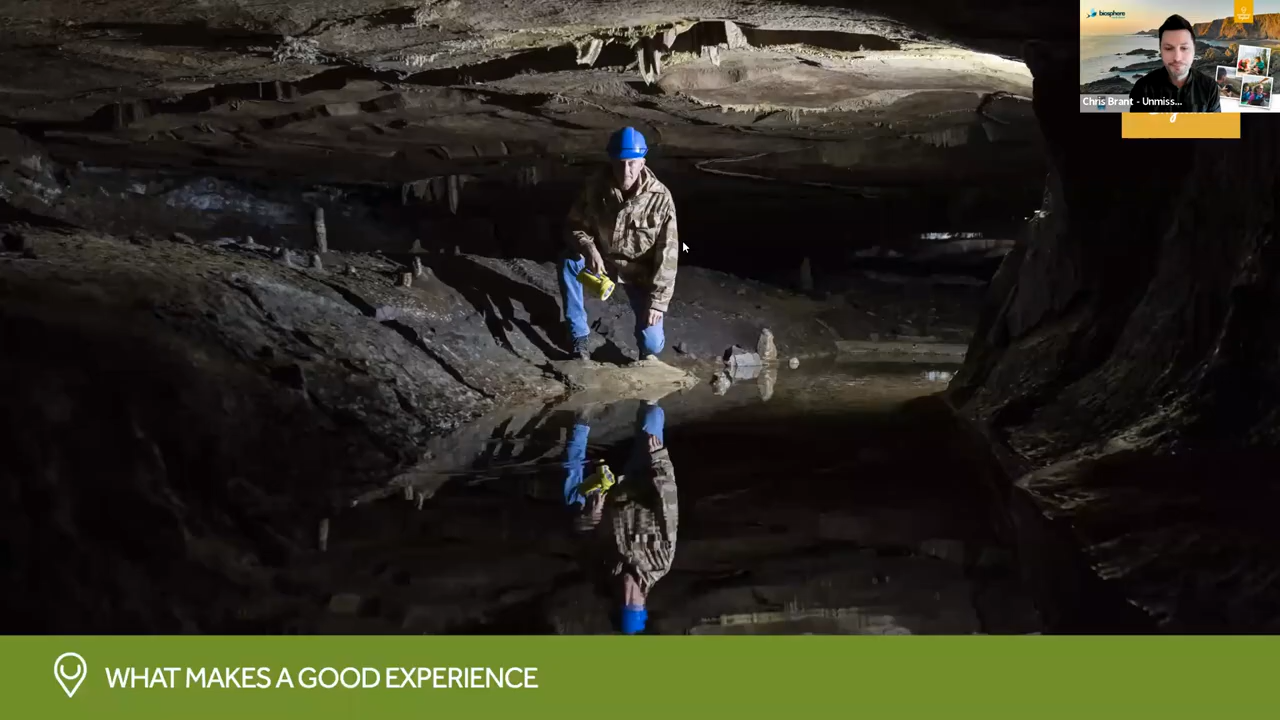 biosphere
Chris Brant - Unmiss...
WHAT MAKES A GOOD EXPERIENCE